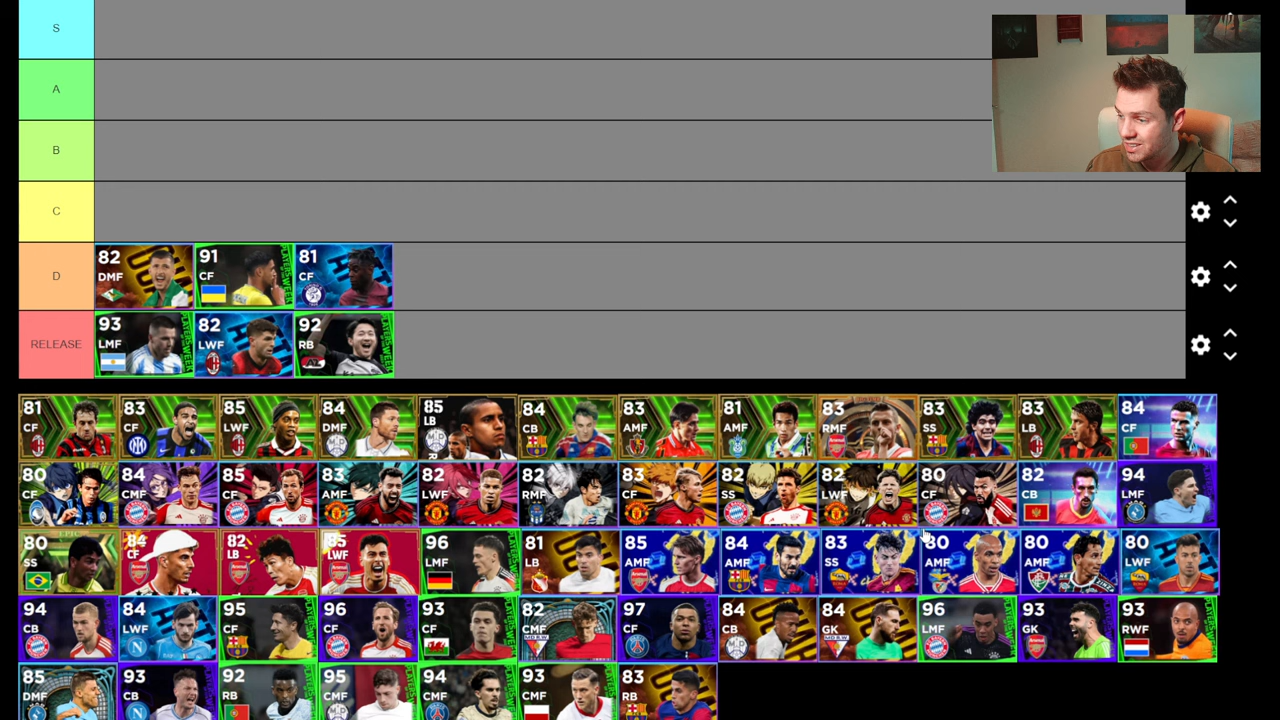 S
A
B
C
D
82 DMF
91 CF
81 CF
RELEASE
93 LMF
82 LWF
92 RB
81 CF
83 CF
85 LWF
84 DMF
85 LB
84 CB
83 AMF
81 AMF
83 RMF
83 SS
83 LB
84 CF
80 CF
84 CMF
85 CF
83 AMF
82 LWF
82 RMF
83 CF
82 SS
82 LWF
80 CF
82 CB
94 LMF
80 SS
84 CF
82 LB
85 LWF
96 LMF
81 LB
85 AMF
84 AMF
83 SS
80 AMF
80 AMF
80 LWF
94 CB
84 LWF
95 CF
96 CF
93 CF
82 CMF
97 CF
84 CB
84 GK
96 LMF
93 GK
93 RWF
85 DMF
93 CB
92 RB
95 CMF
94 CMF
93 CMF
83 RB